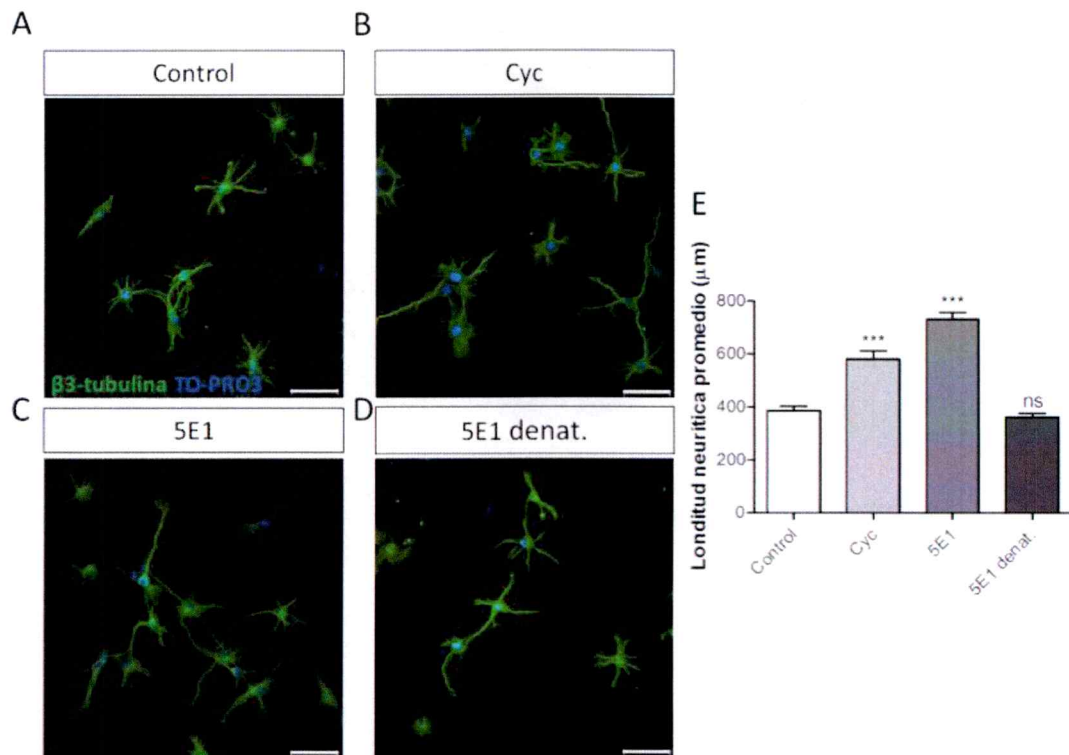 A
Control
B
Cyc
β3-tubulina TO-PRO3
C
5E1
D
5E1 denat.
E
Londitud neuritica promedio (μm)
800
600
400
200
0
***
***
ns
Control
Cyc
5E1
5E1 denat.